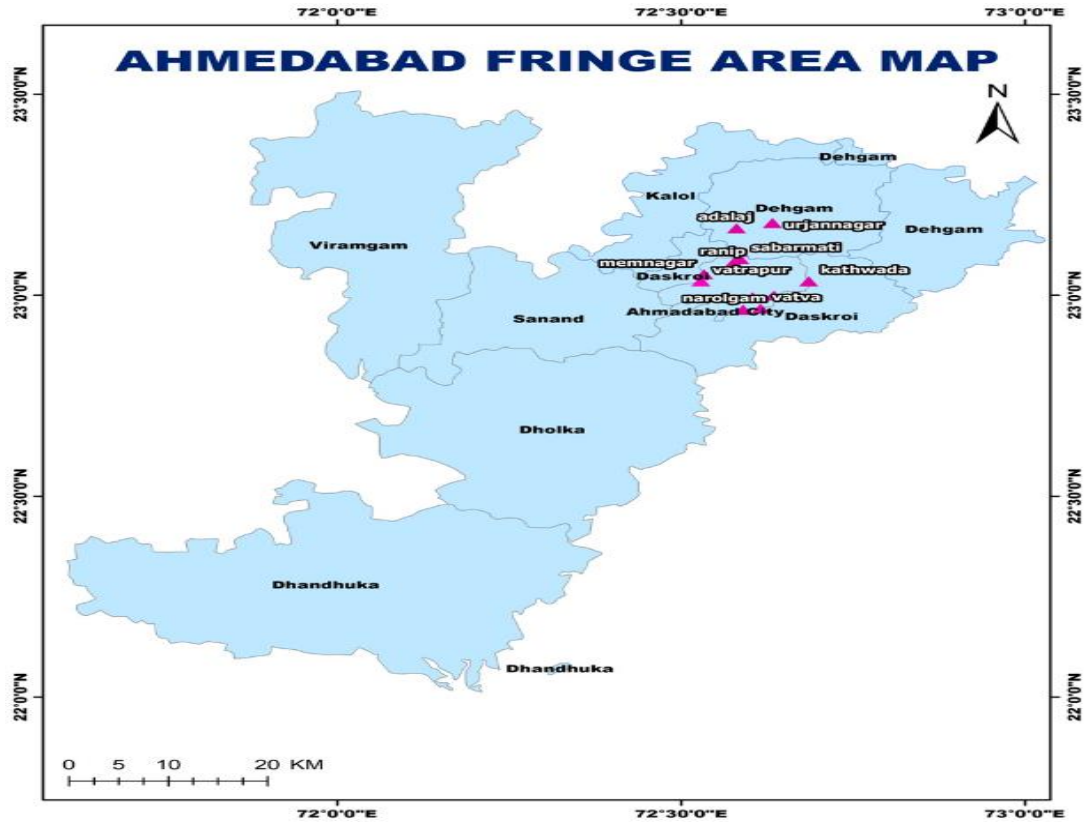 72°0'0"E 72°30'0"E 73°0'0"E
AHMEDABAD FRINGE AREA MAP
N
23°30'0"N 23°30'0"N
Dehgam
Kalol
Dehgam
adalaj
urjannagar
Dehgam
Viramgam
ranip sabarmati
memnagar
vatrapur kathwada
Daskroi
23°0'0"N 23°0'0"N
narolgam vatva
Ahmadabad City Daskroi
Sanand
Dholka
22°30'0"N 22°30'0"N
Dhandhuka
Dhandhuka
22°0'0"N 22°0'0"N
0 5 10 20 KM
72°0'0"E 72°30'0"E 73°0'0"E